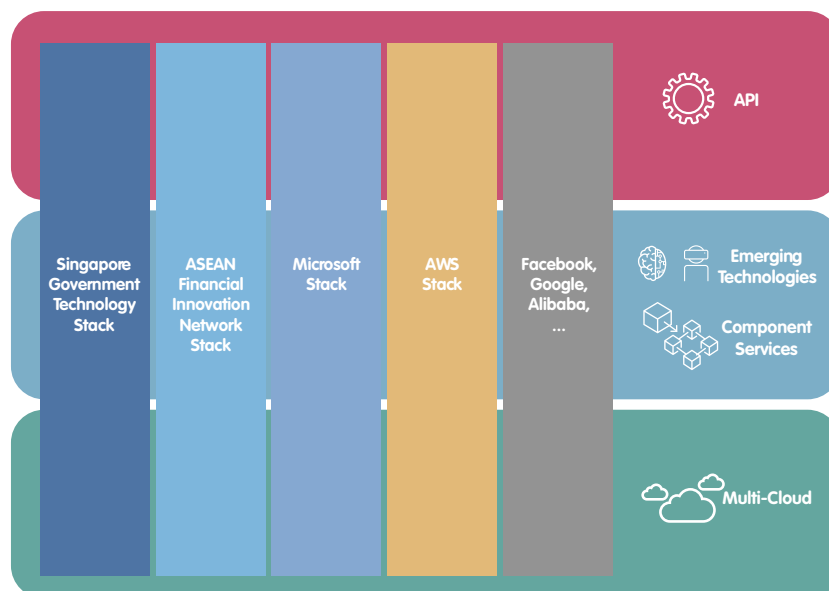 API
Singapore
Government
Technology
Stack
ASEAN
Financial
Innovation
Network
Stack
Microsoft
Stack
AWS
Stack
Facebook,
Google,
Alibaba,
...
Emerging
Technologies
Component
Services
Multi-Cloud